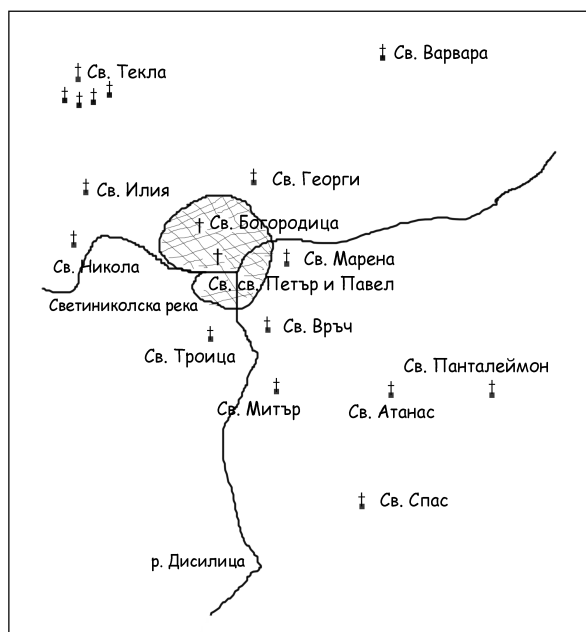 Св. Варвара
Св. Текла
Св. Георги
Св. Илия
Св. Богородица
Св. Марена
Св. Никола
Св. св. Петър и Павел
Светиниколска река
Св. Връч
Св. Троица
Св. Панталеймон
Св. Митър
Св. Атанас
Св. Спас
р. Дисилица